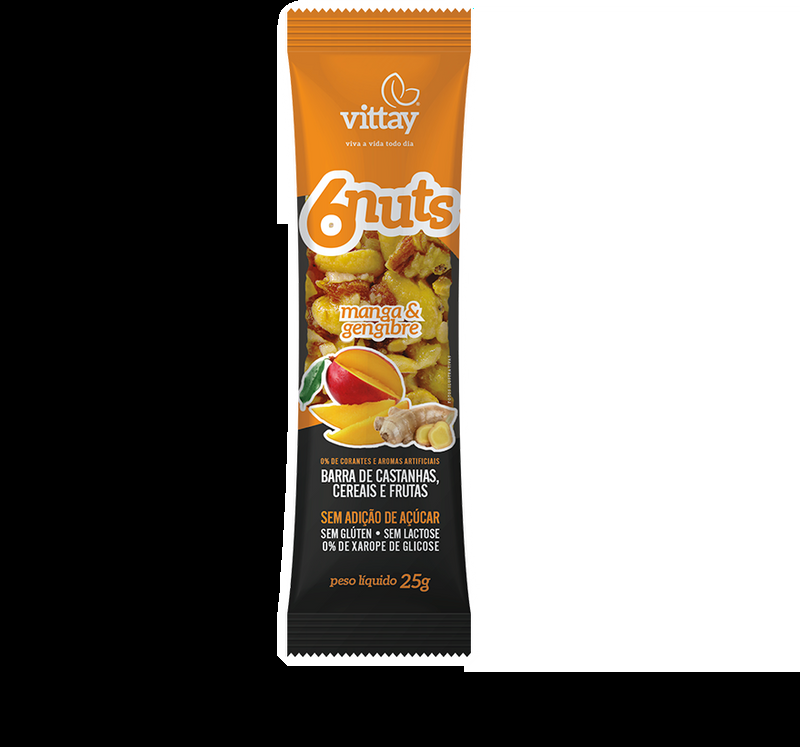 vittay
viva a vida todo dia
6nuts
manga &
gengibre
0% DE CORANTES E AROMAS ARTIFICIAIS
BARRA DE CASTANHAS,
CEREAIS E FRUTAS
SEM ADIÇÃO DE AÇÚCAR
SEM GLÚTEN • SEM LACTOSE
0% DE XAROPE DE GLICOSE
peso líquido 25g